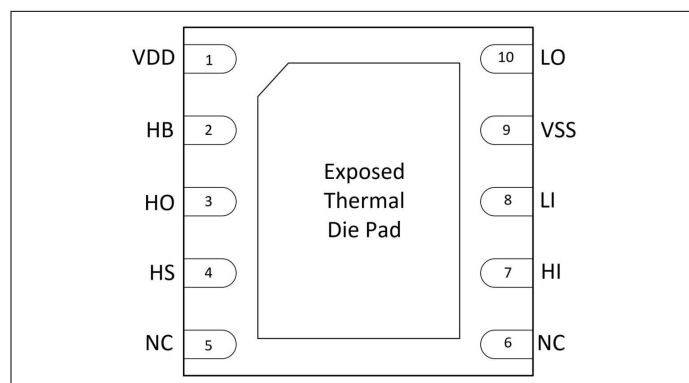 VDD 1 10 LO
HB 2 9 VSS
Exposed
HO 3 Thermal 8 LI
Die Pad
HS 4 7 HI
NC 5 6 NC